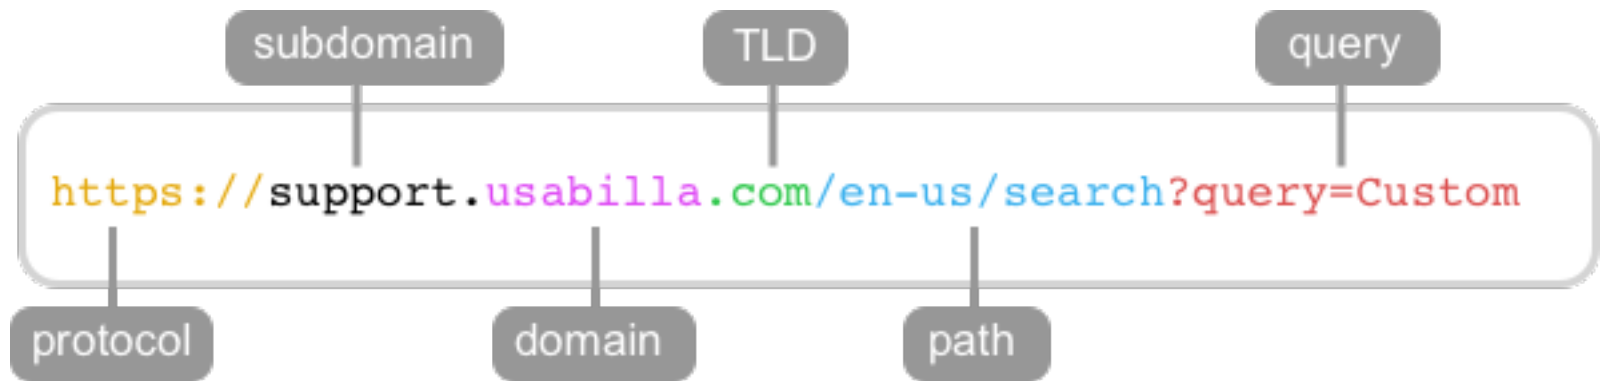 subdomain TLD query
https://support.usabilla.com/en-us/search?query=Custom
protocol domain path